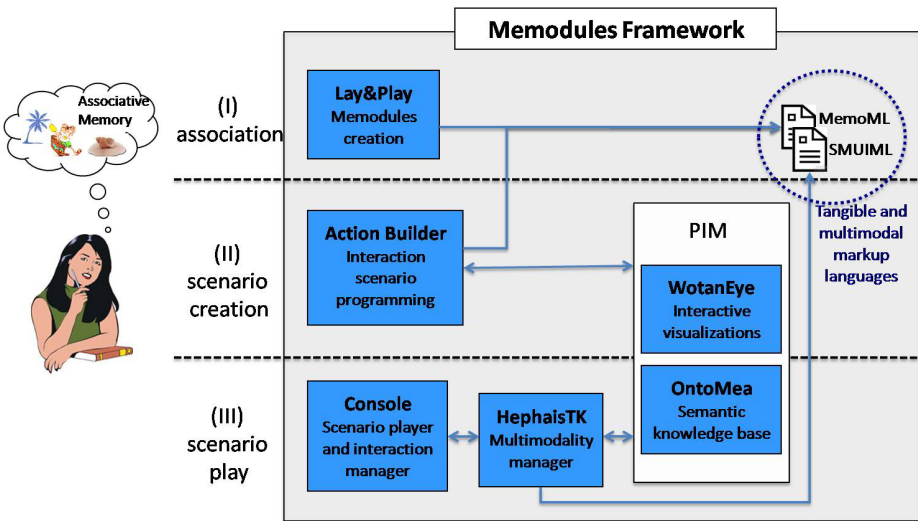 Memodules Framework
Associative
Memory
(I)
association
Lay&Play
Memodules
creation
MemoML
SMUIML
Tangible and
multimodal
markup
languages
(II)
scenario
creation
Action Builder
Interaction
scenario
programming
PIM
WotanEye
Interactive
visualizations
(III)
scenario
play
Console
Scenario player
and interaction
manager
HephaisTK
Multimodality
manager
OntoMea
Semantic
knowledge base